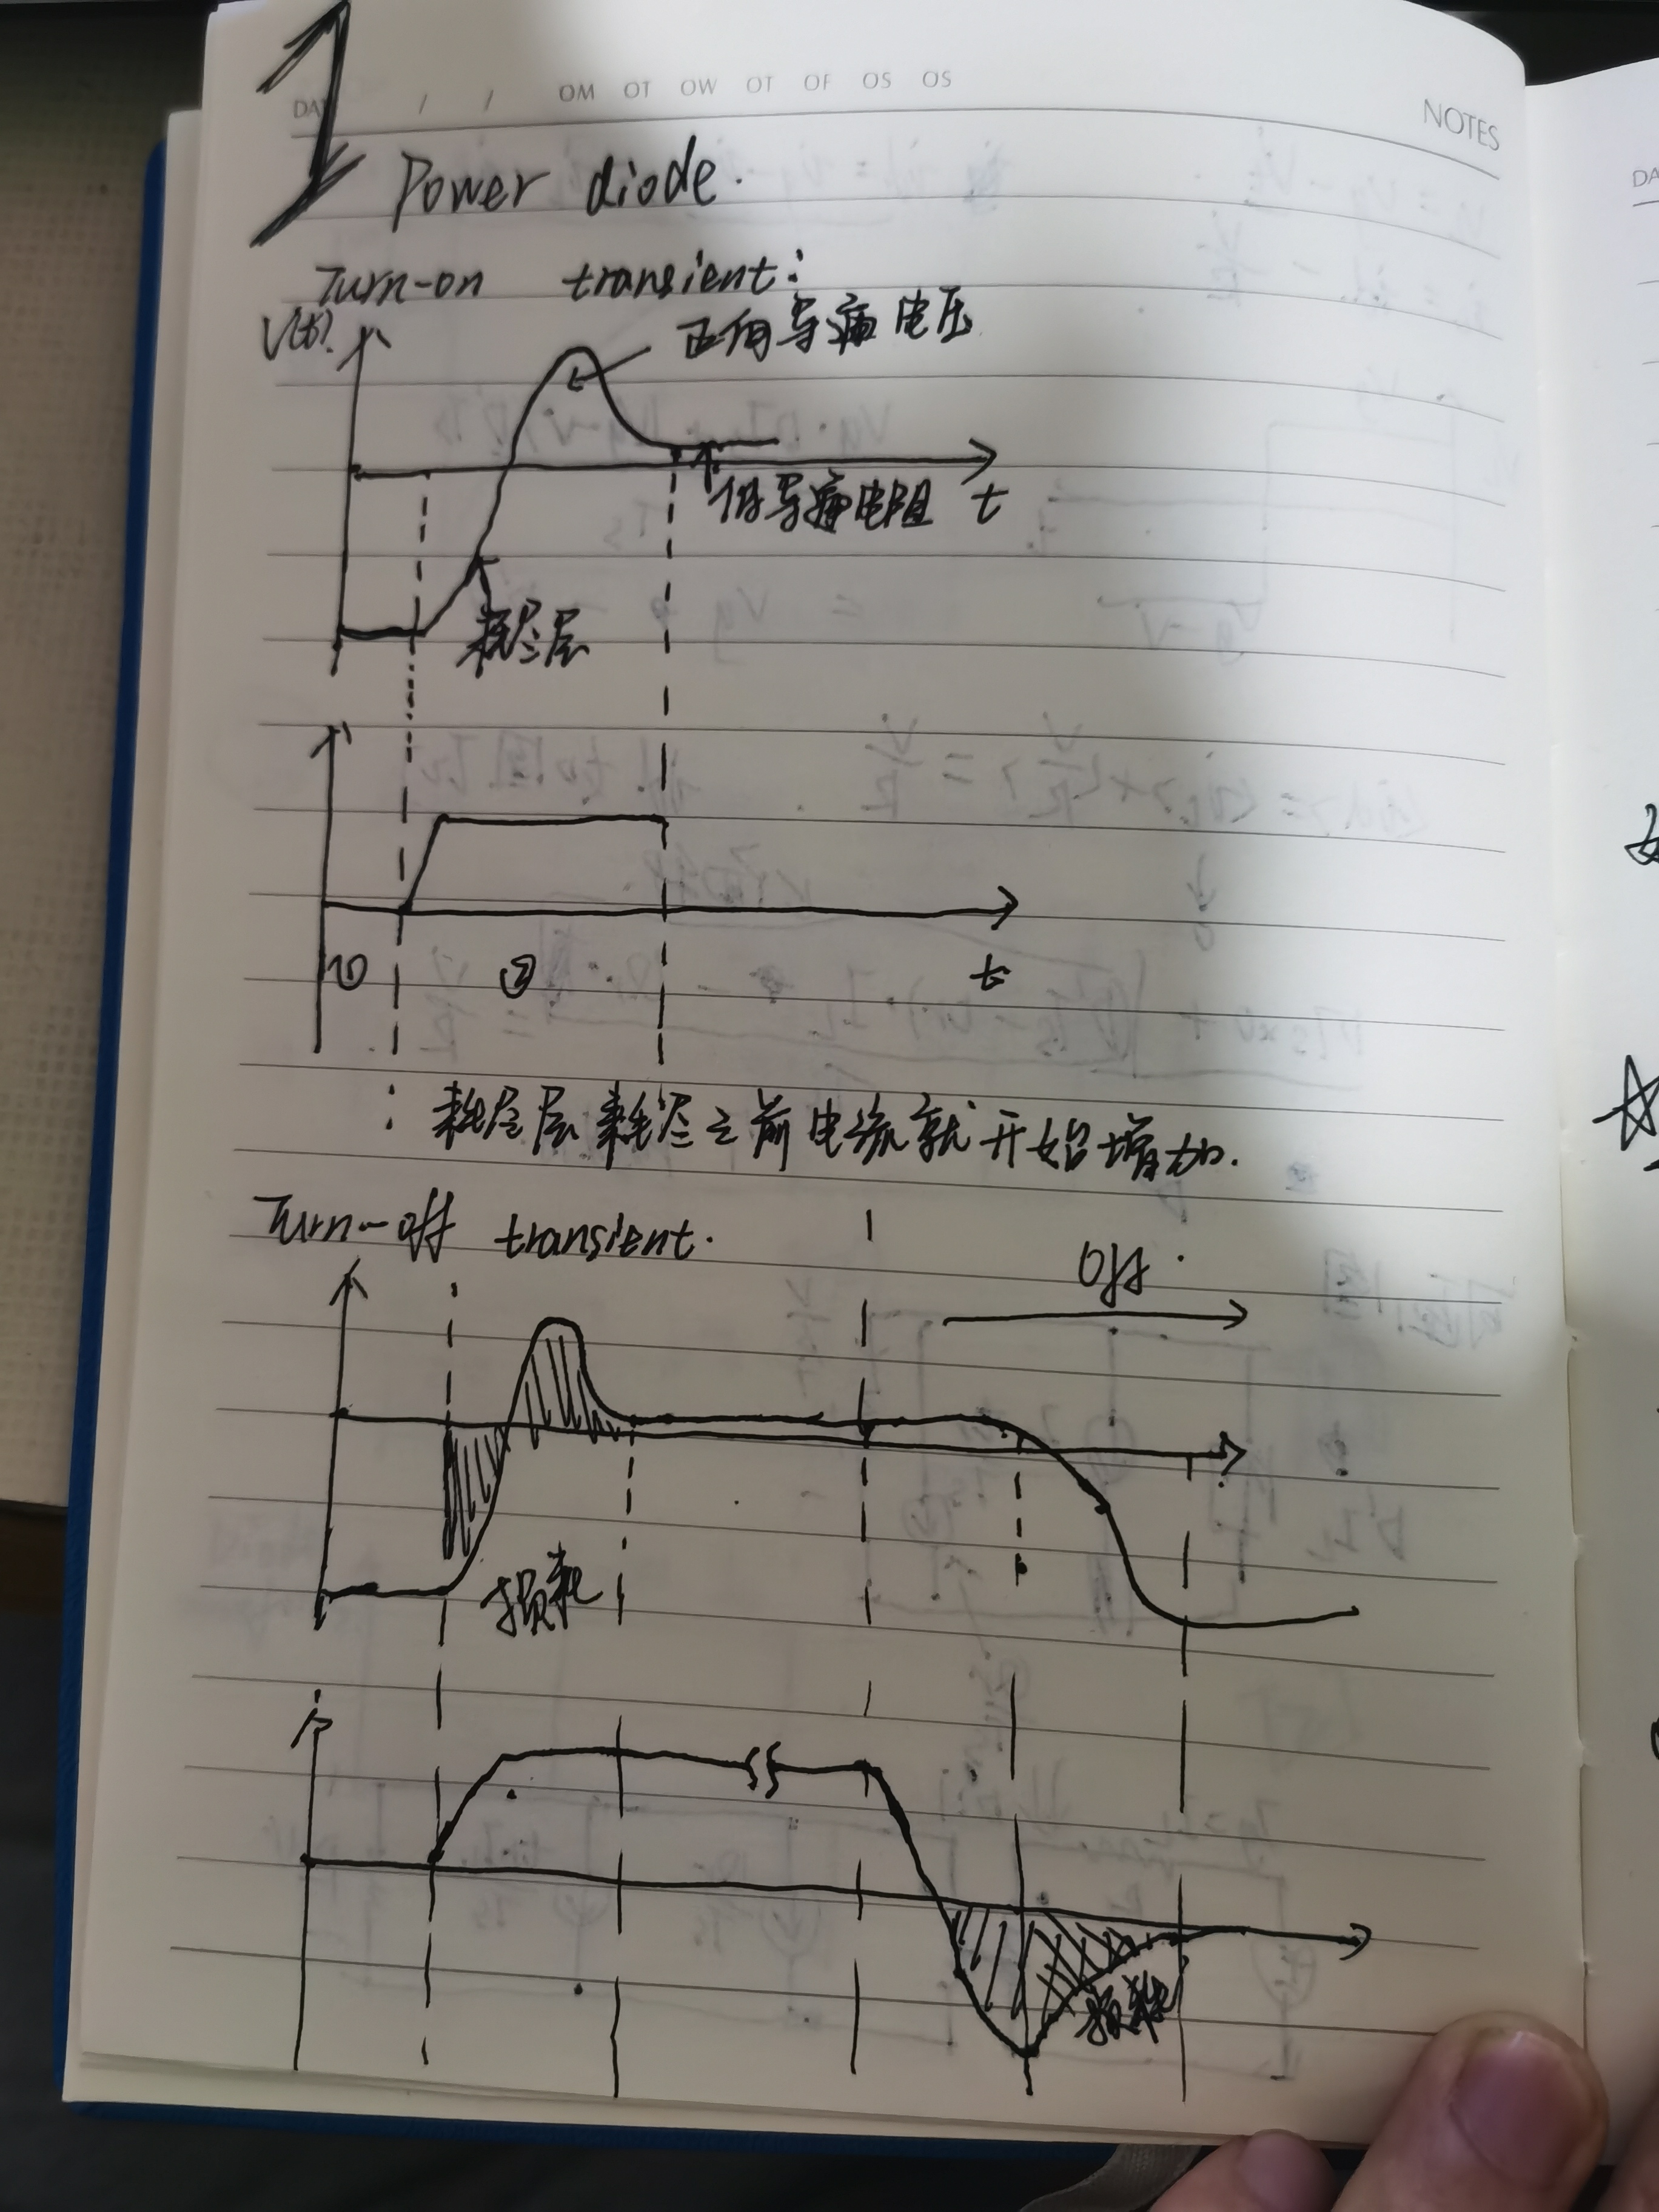 1
DATE / / OM OT OW OT OF OS OS
NOTES
Power diode.
Turn-on transient:
V(t).
正向导通电压
低导通电阻 t
耗尽层
① ② t
: 耗尽层耗尽之前电流就开始增加.
Turn-off transient.
Off.
损耗
i
损耗